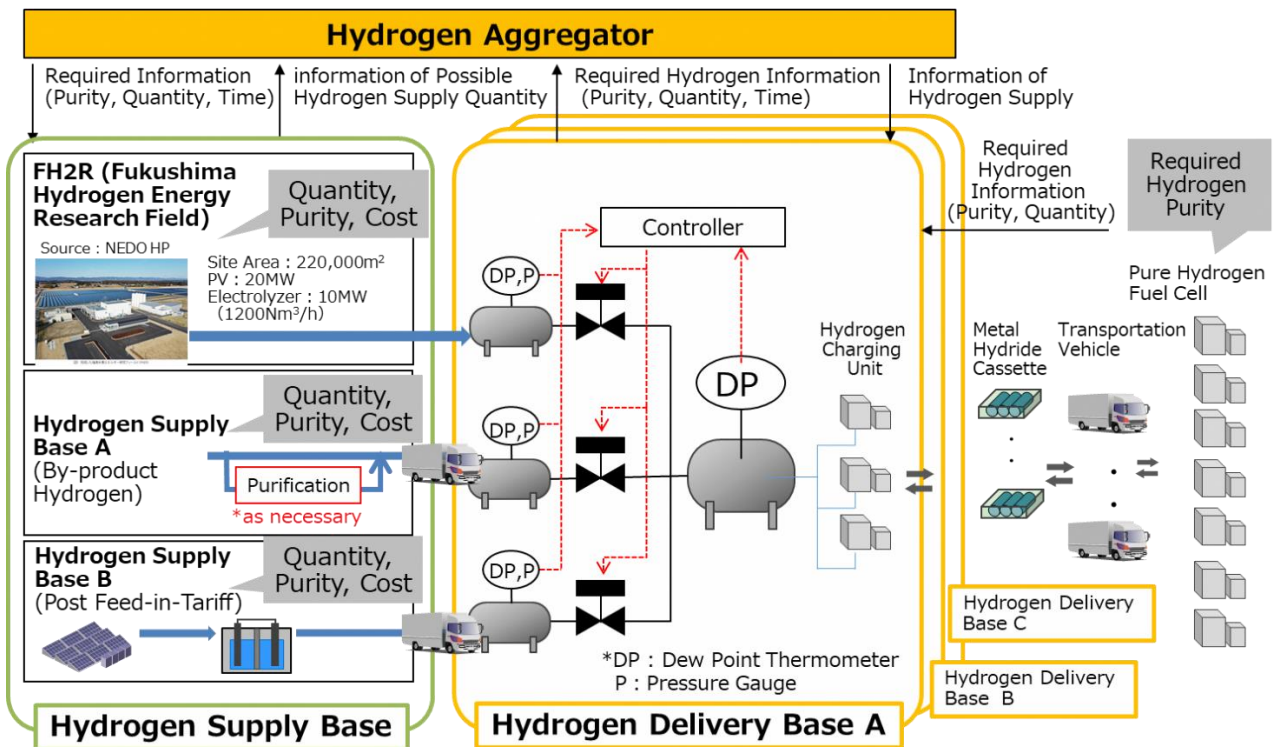 Hydrogen Aggregator
Required Information
(Purity, Quantity, Time)
information of Possible
Hydrogen Supply Quantity
Required Hydrogen Information
(Purity, Quantity, Time)
Information of
Hydrogen Supply
FH2R (Fukushima
Hydrogen Energy
Research Field)
Quantity,
Purity, Cost
Source : NEDO HP
Site Area : 220,000m²
PV : 20MW
Electrolyzer : 10MW
(1200Nm³/h)
Hydrogen Supply
Base A
(By-product
Hydrogen)
Quantity,
Purity, Cost
Purification
*as necessary
Hydrogen Supply
Base B
(Post Feed-in-Tariff)
Quantity,
Purity, Cost
Hydrogen Supply Base
Controller
DP,P
DP,P
DP,P
DP
Hydrogen
Charging
Unit
*DP : Dew Point Thermometer
P : Pressure Gauge
Hydrogen Delivery Base A
Required
Hydrogen
Information
(Purity, Quantity)
Required
Hydrogen
Purity
Pure Hydrogen
Fuel Cell
Metal
Hydride
Cassette
Transportation
Vehicle
Hydrogen Delivery
Base C
Hydrogen Delivery
Base B